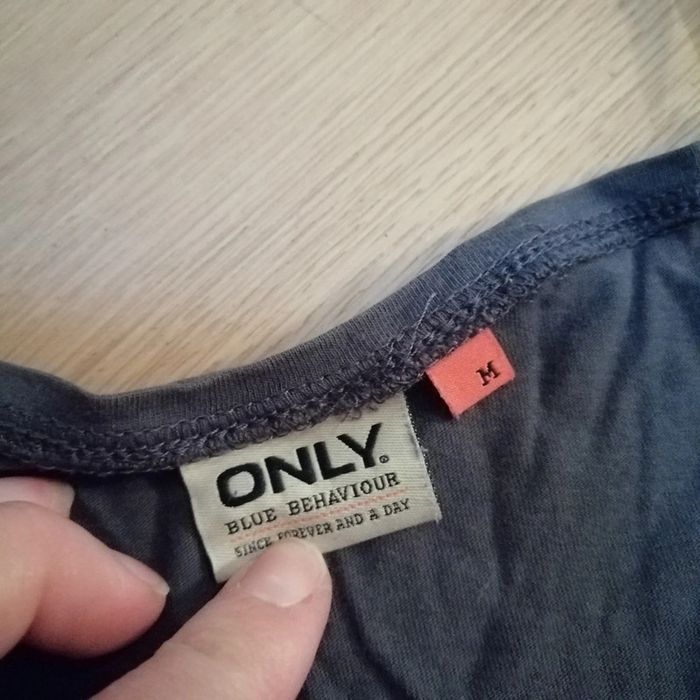 ONLY®
BLUE BEHAVIOUR
SINCE FOREVER AND A DAY
M